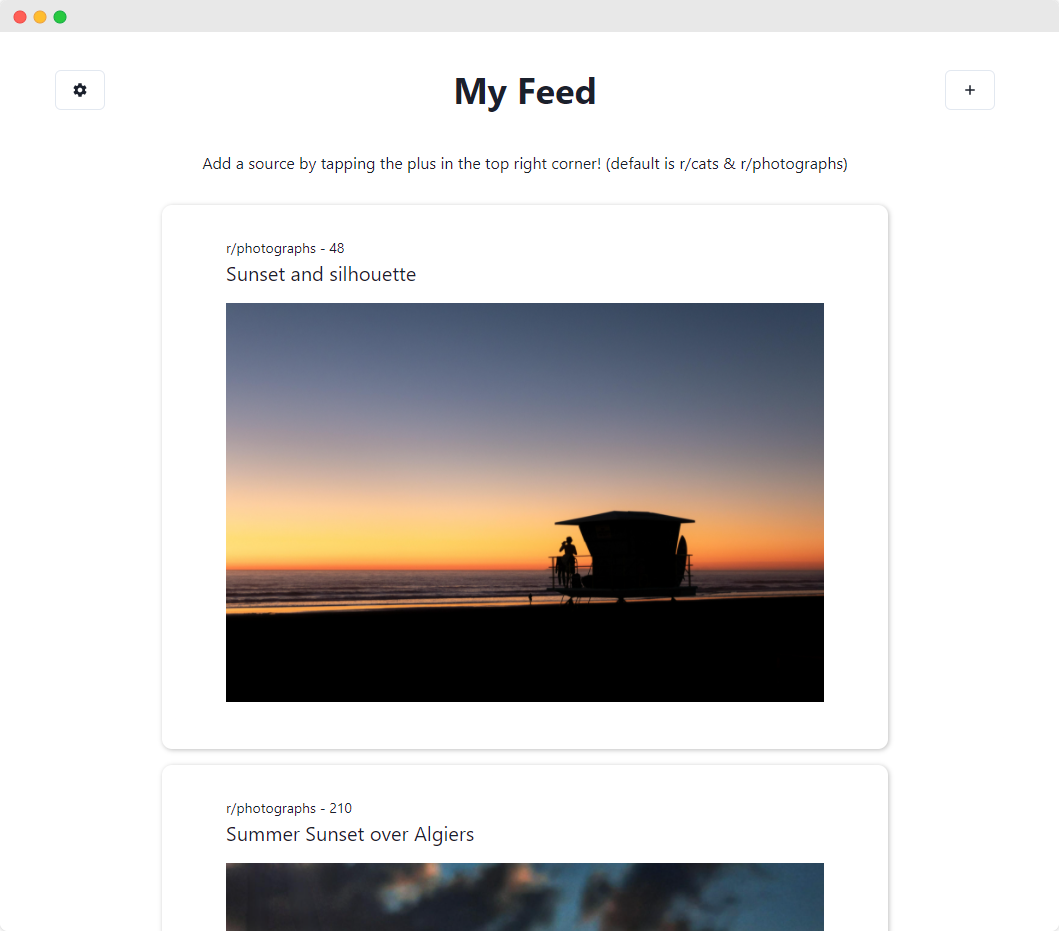 My Feed
Add a source by tapping the plus in the top right corner! (default is r/cats & r/photographs)
r/photographs - 48
Sunset and silhouette
r/photographs - 210
Summer Sunset over Algiers